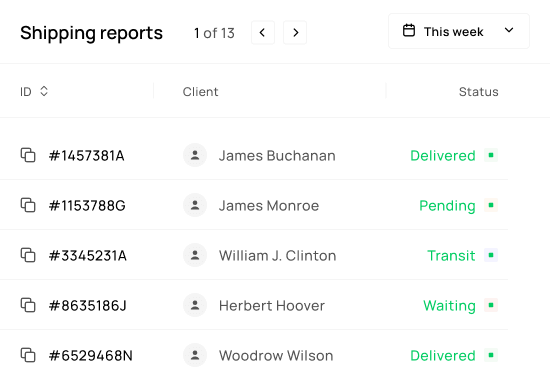 Shipping reports 1 of 13 This week
ID Client Status
#1457381A James Buchanan Delivered
#1153788G James Monroe Pending
#3345231A William J. Clinton Transit
#8635186J Herbert Hoover Waiting
#6529468N Woodrow Wilson Delivered